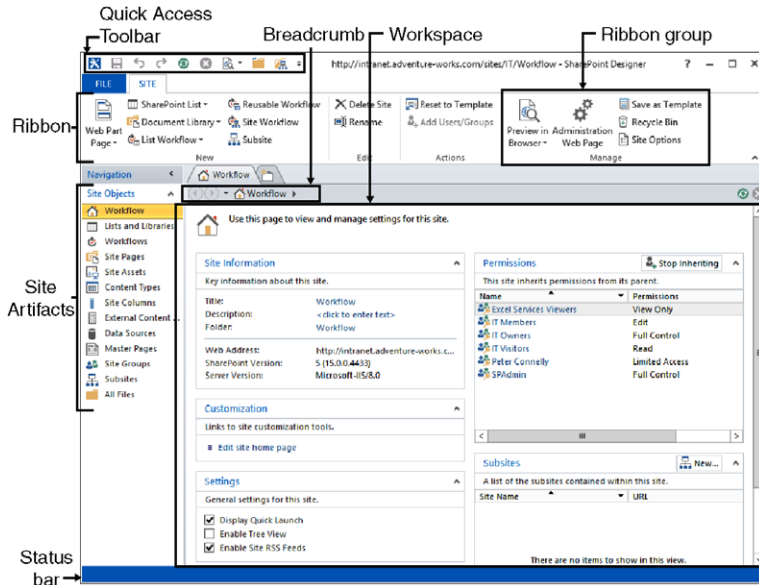 Quick Access
Toolbar
Breadcrumb
Workspace
Ribbon group
http://intranet.adventure-works.com/sites/IT/Workflow - SharePoint Designer
?
FILE
SITE
Ribbon
Web Part
Page
SharePoint List
Document Library
List Workflow
Reusable Workflow
Site Workflow
Subsite
New
Delete Site
Rename
Edit
Reset to Template
Add Users/Groups
Actions
Preview in
Browser
Administration
Web Page
Save as Template
Recycle Bin
Site Options
Manage
Navigation
Workflow
Site Objects
Workflow
Use this page to view and manage settings for this site.
Site
Artifacts
Workflow
Lists and Libraries
Workflows
Site Pages
Site Assets
Content Types
Site Columns
External Content ...
Data Sources
Master Pages
Site Groups
Subsites
All Files
Site Information
Key information about this site.
Title: Workflow
Description: <click to enter text>
Folder: Workflow
Web Address: http://intranet.adventure-works.c...
SharePoint Version: 5 (15.0.0.4433)
Server Version: Microsoft-IIS/8.0
Customization
Links to site customization tools.
Edit site home page
Settings
General settings for this site.
Display Quick Launch
Enable Tree View
Enable Site RSS Feeds
Permissions
Stop Inheriting
This site inherits permissions from its parent.
Name Permissions
Excel Services Viewers View Only
IT Members Edit
IT Owners Full Control
IT Visitors Read
Peter Connelly Limited Access
SPAdmin Full Control
Subsites
New...
A list of the subsites contained within this site.
Site Name URL
There are no items to show in this view.
Status
bar